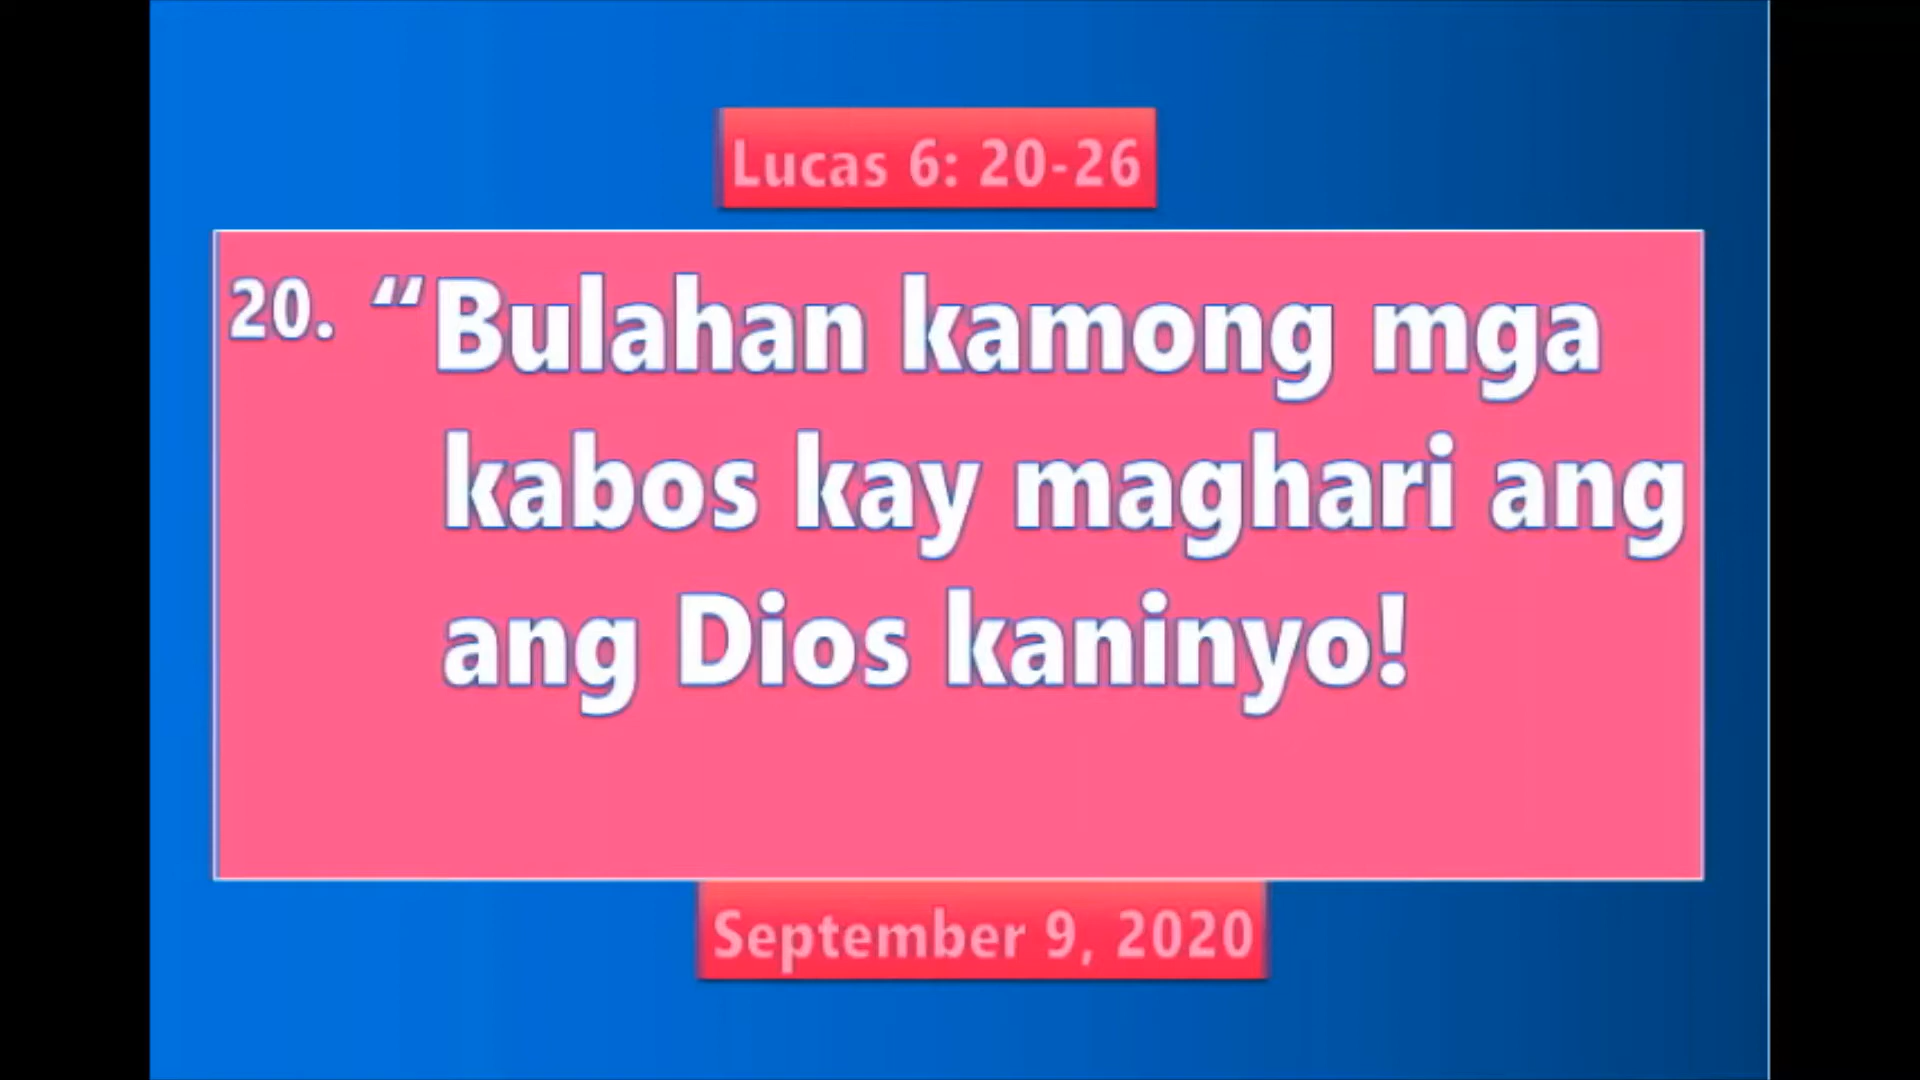 Lucas 6: 20-26
20. “Bulahan kamong mga
kabos kay maghari ang
ang Dios kaninyo!
September 9, 2020